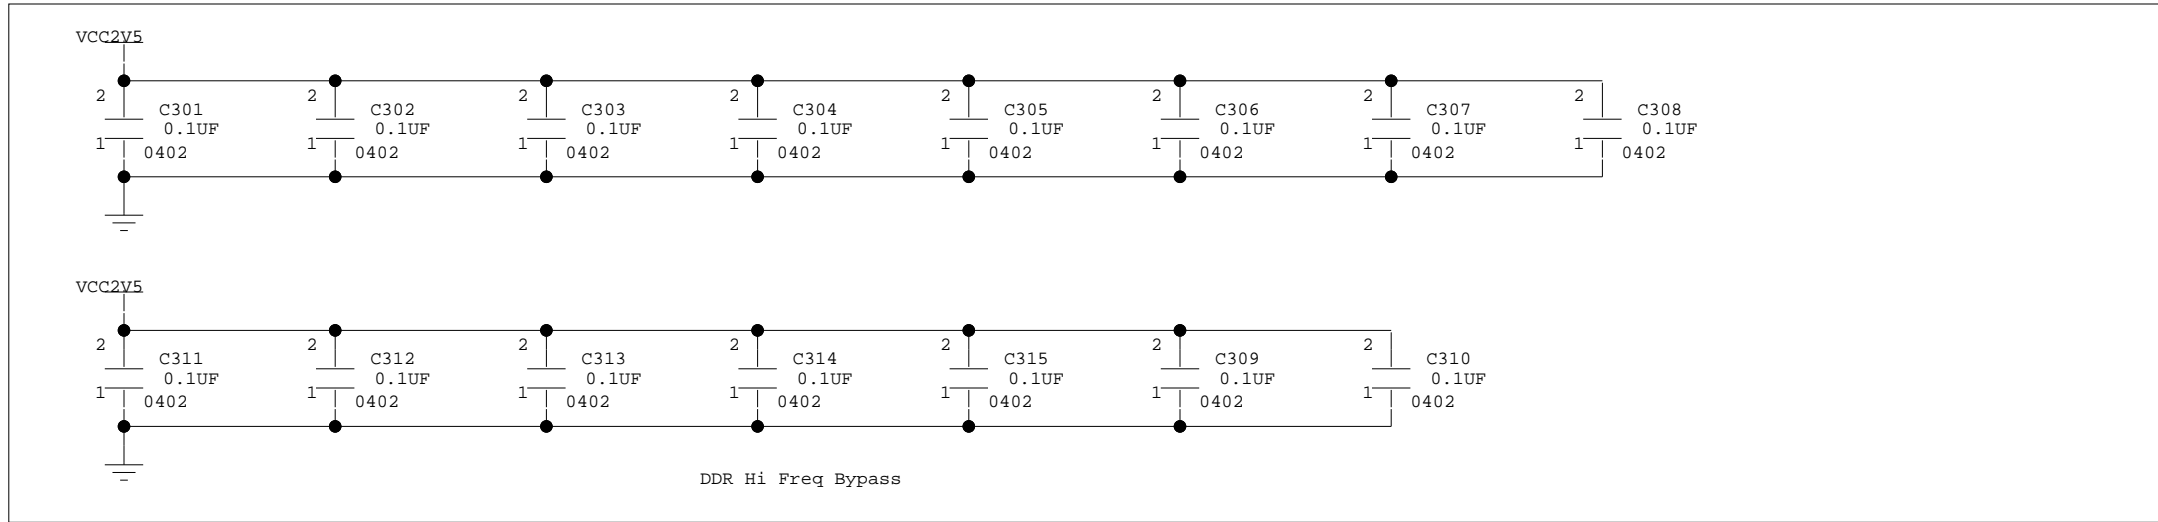 VCC2V5
2 2 2 2 2 2 2 2
C301 C302 C303 C304 C305 C306 C307 C308
0.1UF 0.1UF 0.1UF 0.1UF 0.1UF 0.1UF 0.1UF 0.1UF
1 1 1 1 1 1 1 1
0402 0402 0402 0402 0402 0402 0402 0402
VCC2V5
2 2 2 2 2 2 2
C311 C312 C313 C314 C315 C309 C310
0.1UF 0.1UF 0.1UF 0.1UF 0.1UF 0.1UF 0.1UF
1 1 1 1 1 1 1
0402 0402 0402 0402 0402 0402 0402
DDR Hi Freq Bypass